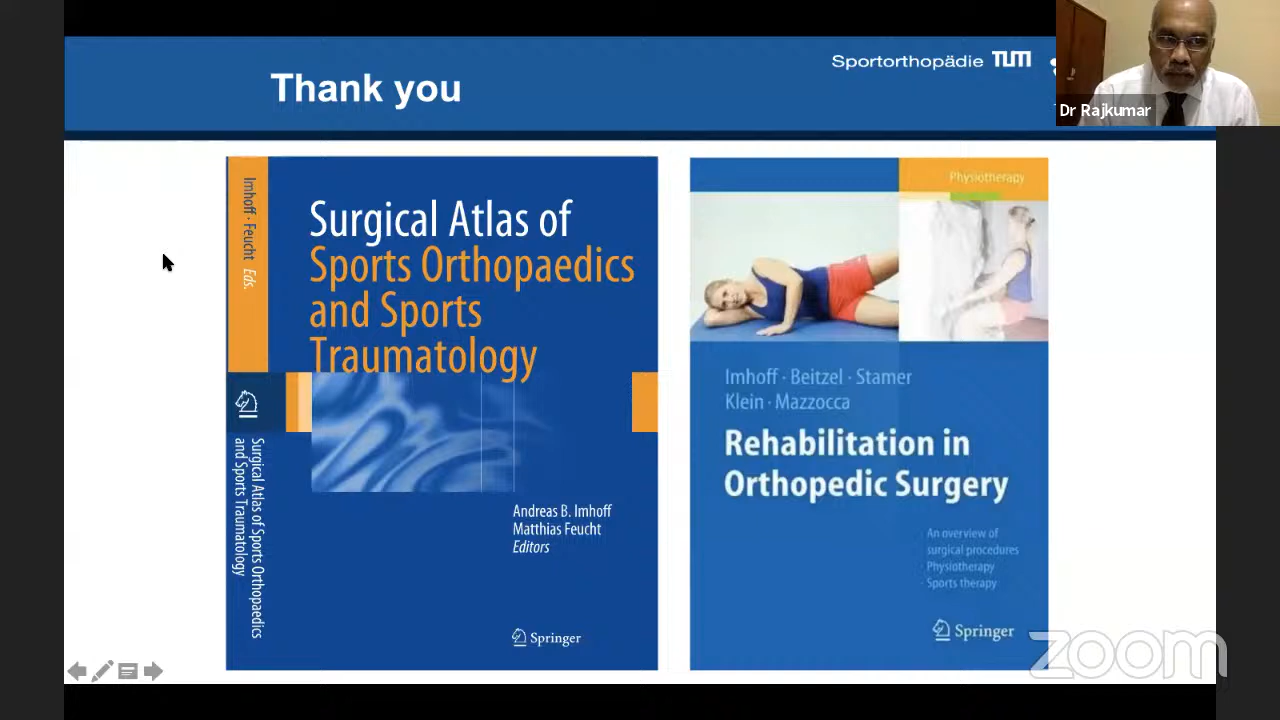 Thank you
Sportorthopädie TUM
Dr Rajkumar
Imhoff · Feucht Eds.
Surgical Atlas of Sports Orthopaedics
and Sports Traumatology
Surgical Atlas of
Sports Orthopaedics
and Sports
Traumatology
Andreas B. Imhoff
Matthias Feucht
Editors
Springer
Physiotherapy
Imhoff · Beitzel · Stamer
Klein · Mazzocca
Rehabilitation in
Orthopedic Surgery
An overview of
surgical procedures
Physiotherapy
Sports therapy
Springer
zoom